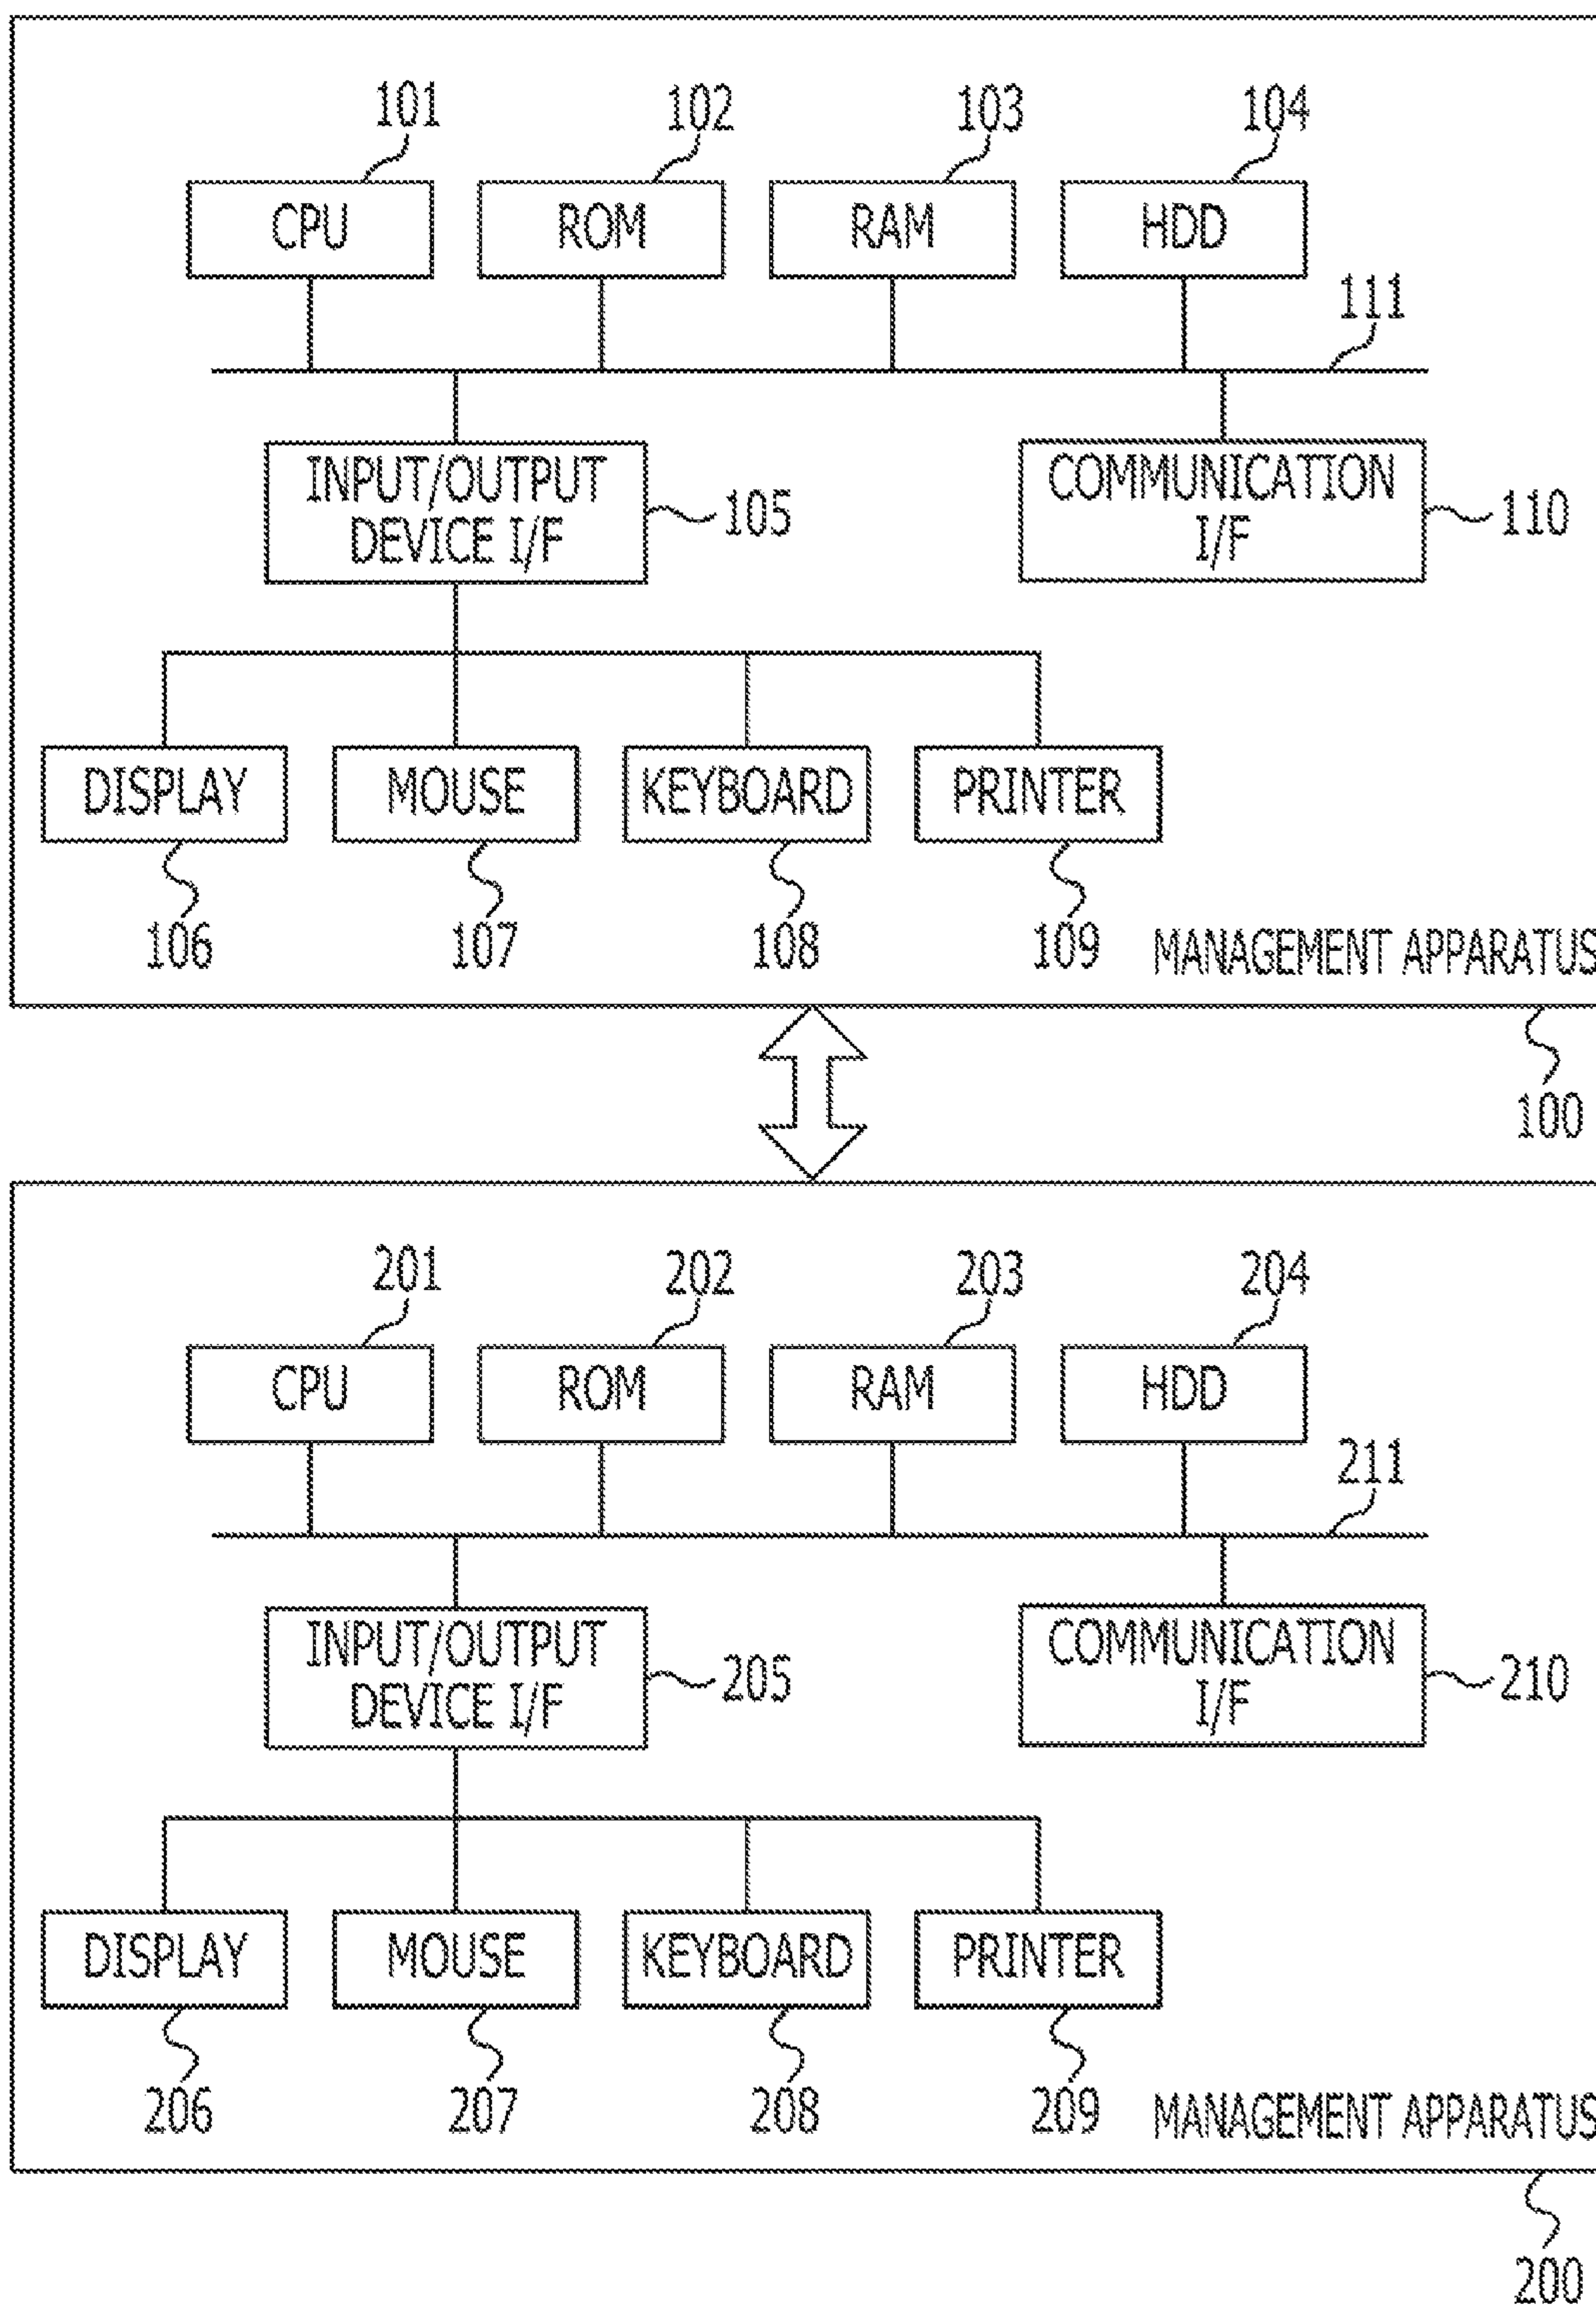 101 102 103 104
CPU ROM RAM HDD
111
INPUT/OUTPUT
DEVICE I/F
105
COMMUNICATION
I/F
110
DISPLAY MOUSE KEYBOARD PRINTER
106 107 108 109
MANAGEMENT APPARATUS
100
201 202 203 204
CPU ROM RAM HDD
211
INPUT/OUTPUT
DEVICE I/F
205
COMMUNICATION
I/F
210
DISPLAY MOUSE KEYBOARD PRINTER
206 207 208 209
MANAGEMENT APPARATUS
200